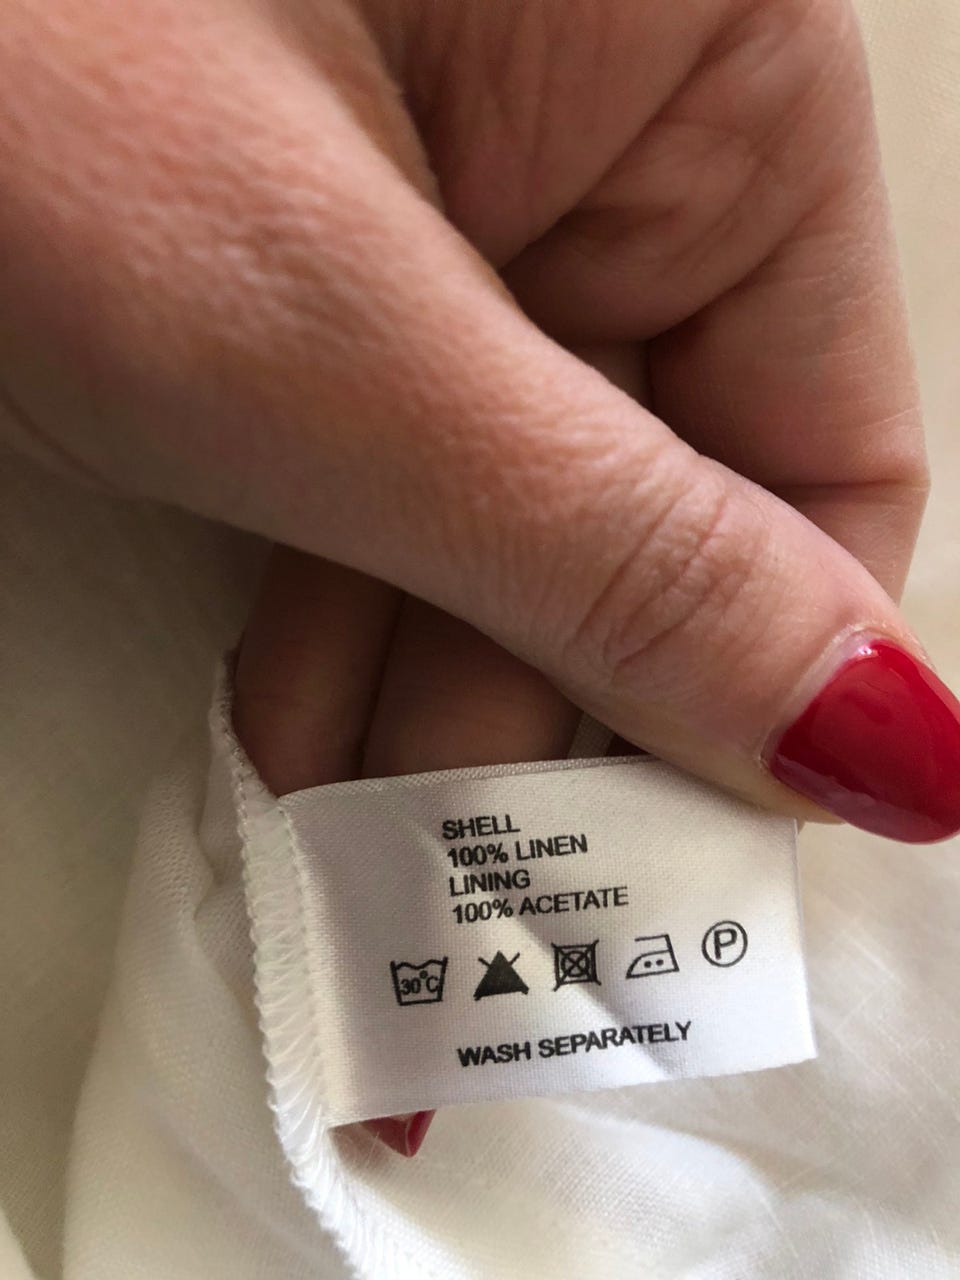 SHELL
100% LINEN
LINING
100% ACETATE
30°C P
WASH SEPARATELY